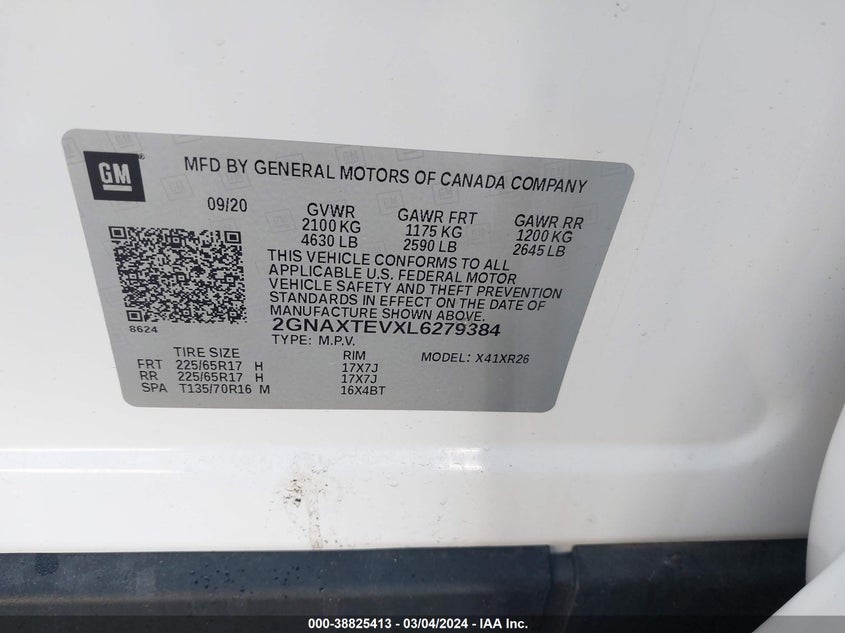 GM
MFD BY GENERAL MOTORS OF CANADA COMPANY
09/20 GVWR GAWR FRT GAWR RR
2100 KG 1175 KG 1200 KG
4630 LB 2590 LB 2645 LB
THIS VEHICLE CONFORMS TO ALL
APPLICABLE U.S. FEDERAL MOTOR
VEHICLE SAFETY AND THEFT PREVENTION
STANDARDS IN EFFECT ON THE DATE OF
MANUFACTURE SHOWN ABOVE.
8624
2GNAXTEVXL6279384
TYPE: M.P.V. MODEL: X41XR26
TIRE SIZE RIM
FRT 225/65R17 H 17X7J
RR 225/65R17 H 17X7J
SPA T135/70R16 M 16X4BT
000-38825413 — 03/04/2024 — IAA Inc.